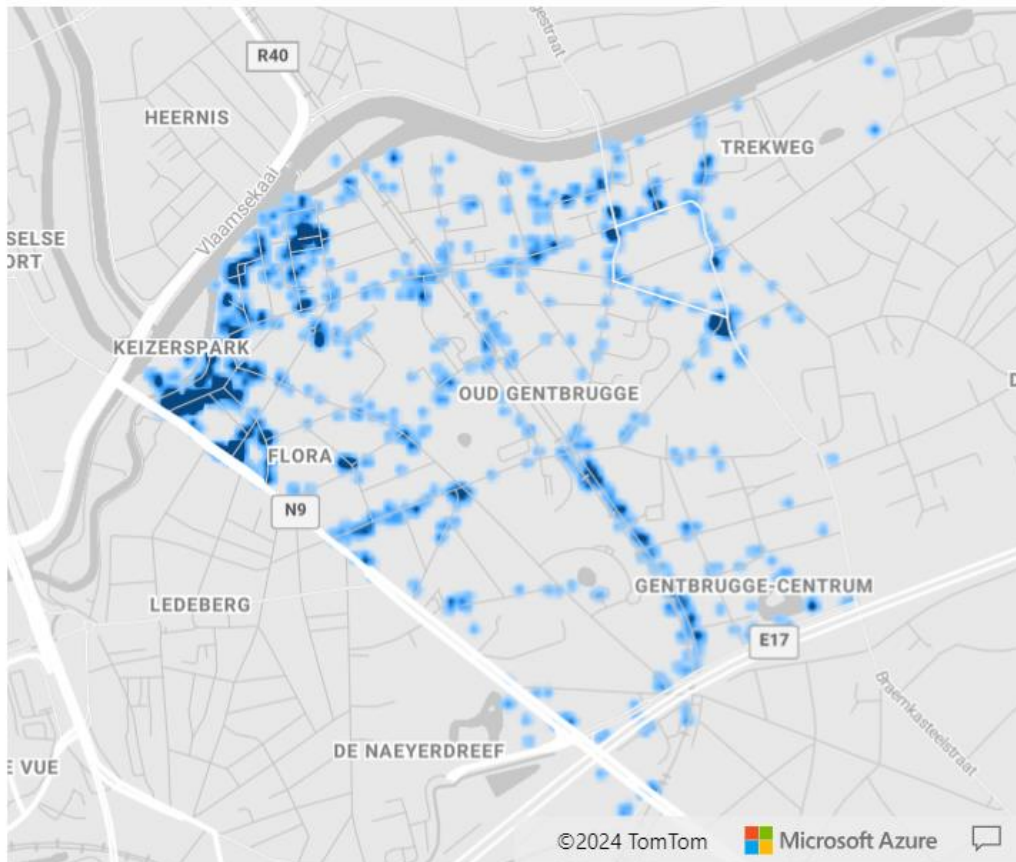 R40
HEERNIS
TREKWEG
Vlaamsekaai
SELSE
ORT
KEIZERSPARK
OUD GENTBRUGGE
D
FLORA
N9
GENTBRUGGE-CENTRUM
LEDEBERG
E17
Braemkasteelstraat
DE NAEYERDREEF
E VUE
©2024 TomTom
Microsoft Azure